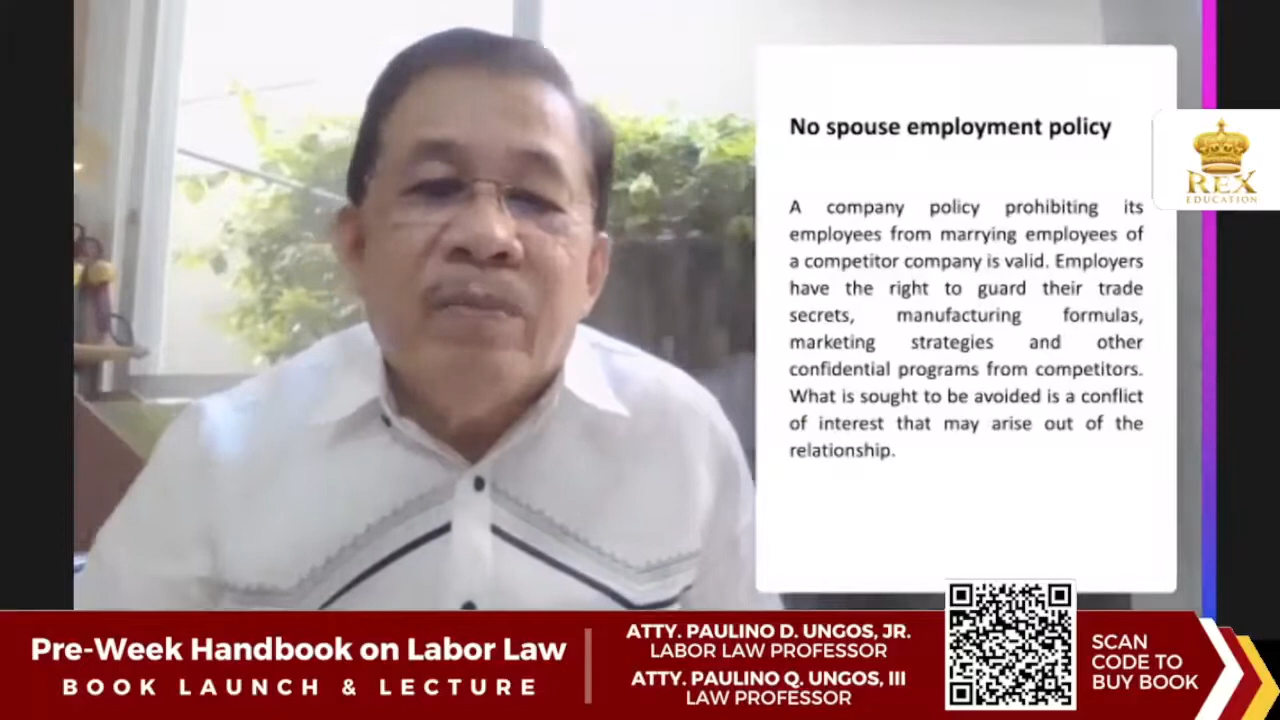 No spouse employment policy
A company policy prohibiting its
employees from marrying employees of
a competitor company is valid. Employers
have the right to guard their trade
secrets, manufacturing formulas,
marketing strategies and other
confidential programs from competitors.
What is sought to be avoided is a conflict
of interest that may arise out of the
relationship.
REX
EDUCATION
Pre-Week Handbook on Labor Law
BOOK LAUNCH & LECTURE
ATTY. PAULINO D. UNGOS, JR.
LABOR LAW PROFESSOR
ATTY. PAULINO Q. UNGOS, III
LAW PROFESSOR
SCAN
CODE TO
BUY BOOK